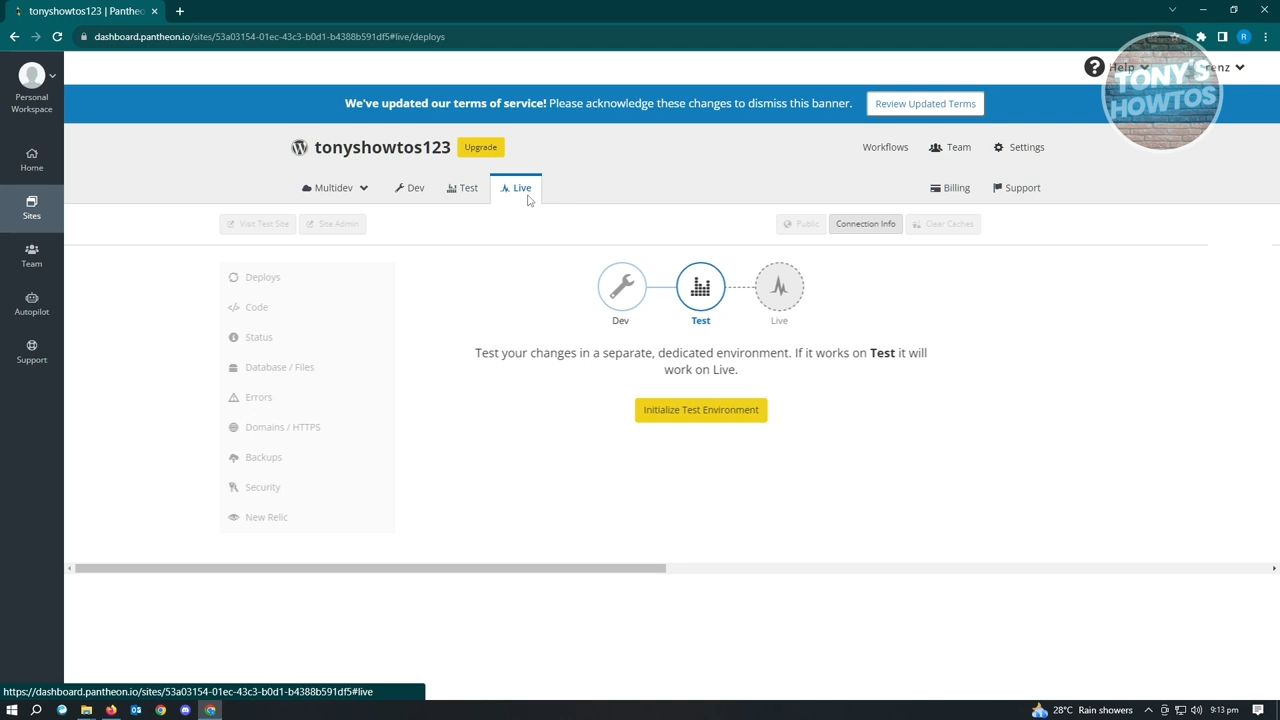 tonyshowtos123 | Panthe
dashboard.pantheon.io/sites/53a03154-01ec-43c3-b0d1-b4388b591df5#live/deploys
R
Help
renz
TONY'S
HOWTOS
Personal
Workspace
We've updated our terms of service! Please acknowledge these changes to dismiss this banner.
Review Updated Terms
tonyshowtos123
Upgrade
Workflows
Team
Settings
Home
Multidev
Dev
Test
Live
Billing
Support
Sites
Visit Test Site
Site Admin
Public
Connection Info
Clear Caches
Team
Autopilot
Support
Deploys
Code
Status
Database / Files
Errors
Domains / HTTPS
Backups
Security
New Relic
Dev
Test
Live
Test your changes in a separate, dedicated environment. If it works on Test it will
work on Live.
Initialize Test Environment
https://dashboard.pantheon.io/sites/53a03154-01ec-43c3-b0d1-b4388b591df5#live
28°C Rain showers
9:13 pm